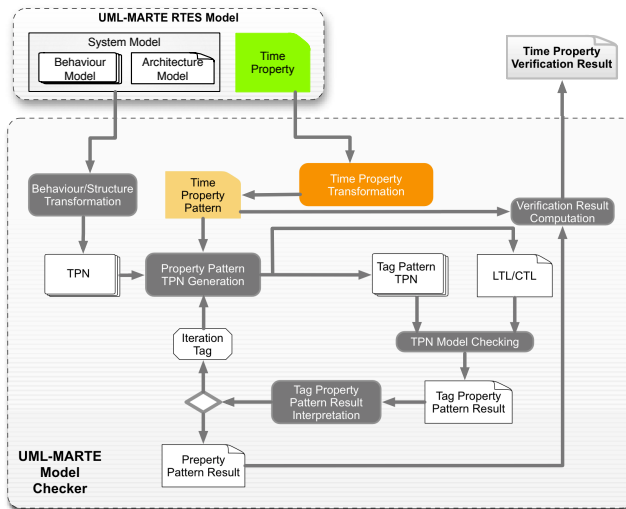 UML-MARTE RTES Model
System Model
Behaviour
Model
Architecture
Model
Time
Property
Time Property
Verification Result
Behaviour/Structure
Transformation
Time
Property
Pattern
Time Property
Transformation
Verification Result
Computation
TPN
Property Pattern
TPN Generation
Tag Pattern
TPN
LTL/CTL
Iteration
Tag
TPN Model Checking
Tag Property
Pattern Result
Interpretation
Tag Property
Pattern Result
Preperty
Pattern Result
UML-MARTE
Model
Checker